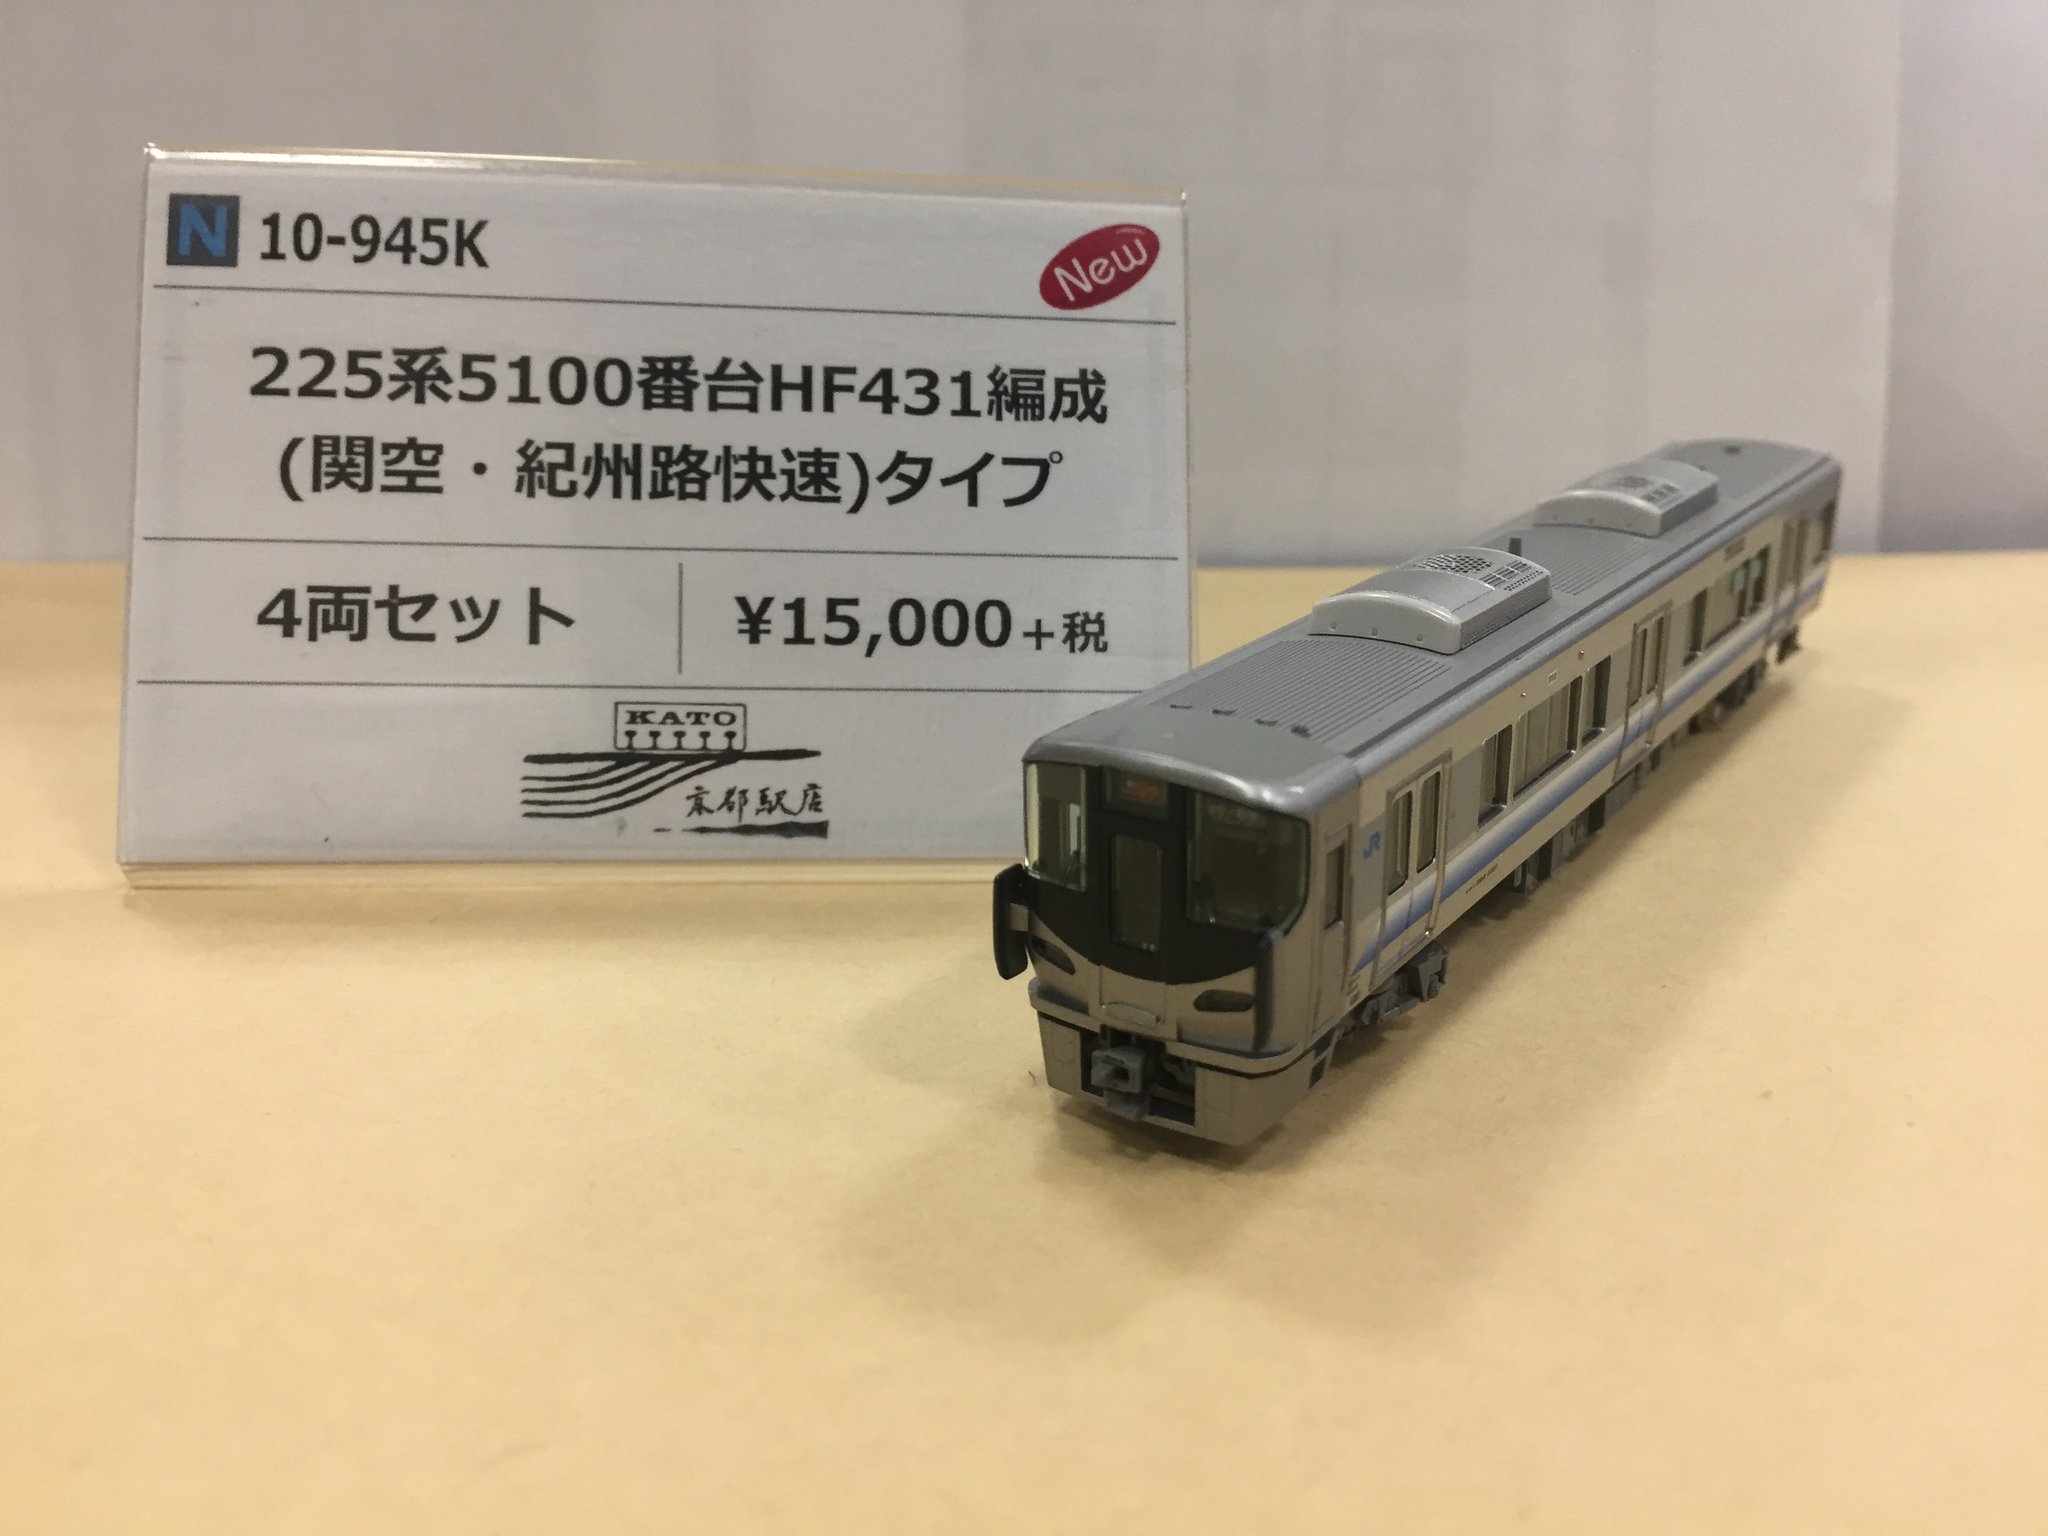 N 10-945K
New
225系5100番台HF431編成
(関空・紀州路快速)タイプ
4両セット
¥15,000+税
KATO
京都駅店
JR